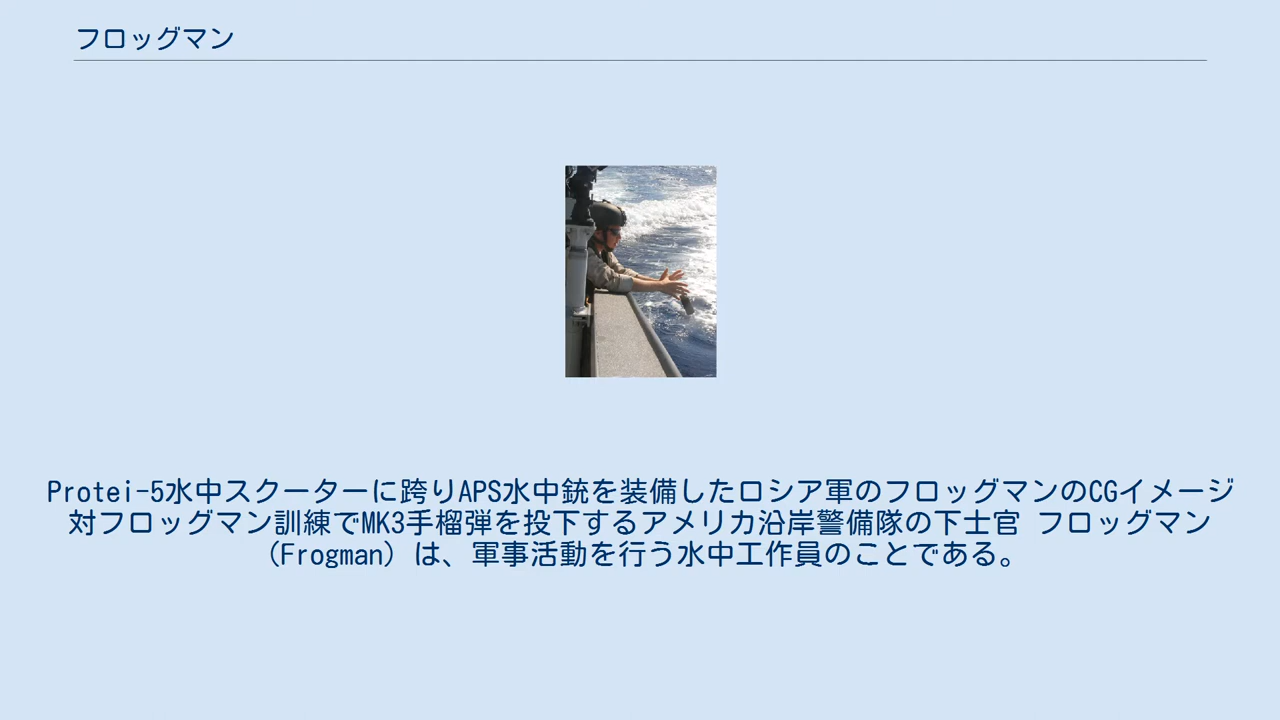 フロッグマン
Protei-5水中スクーターに跨りAPS水中銃を装備したロシア軍のフロッグマンのCGイメージ
対フロッグマン訓練でMK3手榴弾を投下するアメリカ沿岸警備隊の下士官 フロッグマン
（Frogman）は、軍事活動を行う水中工作員のことである。